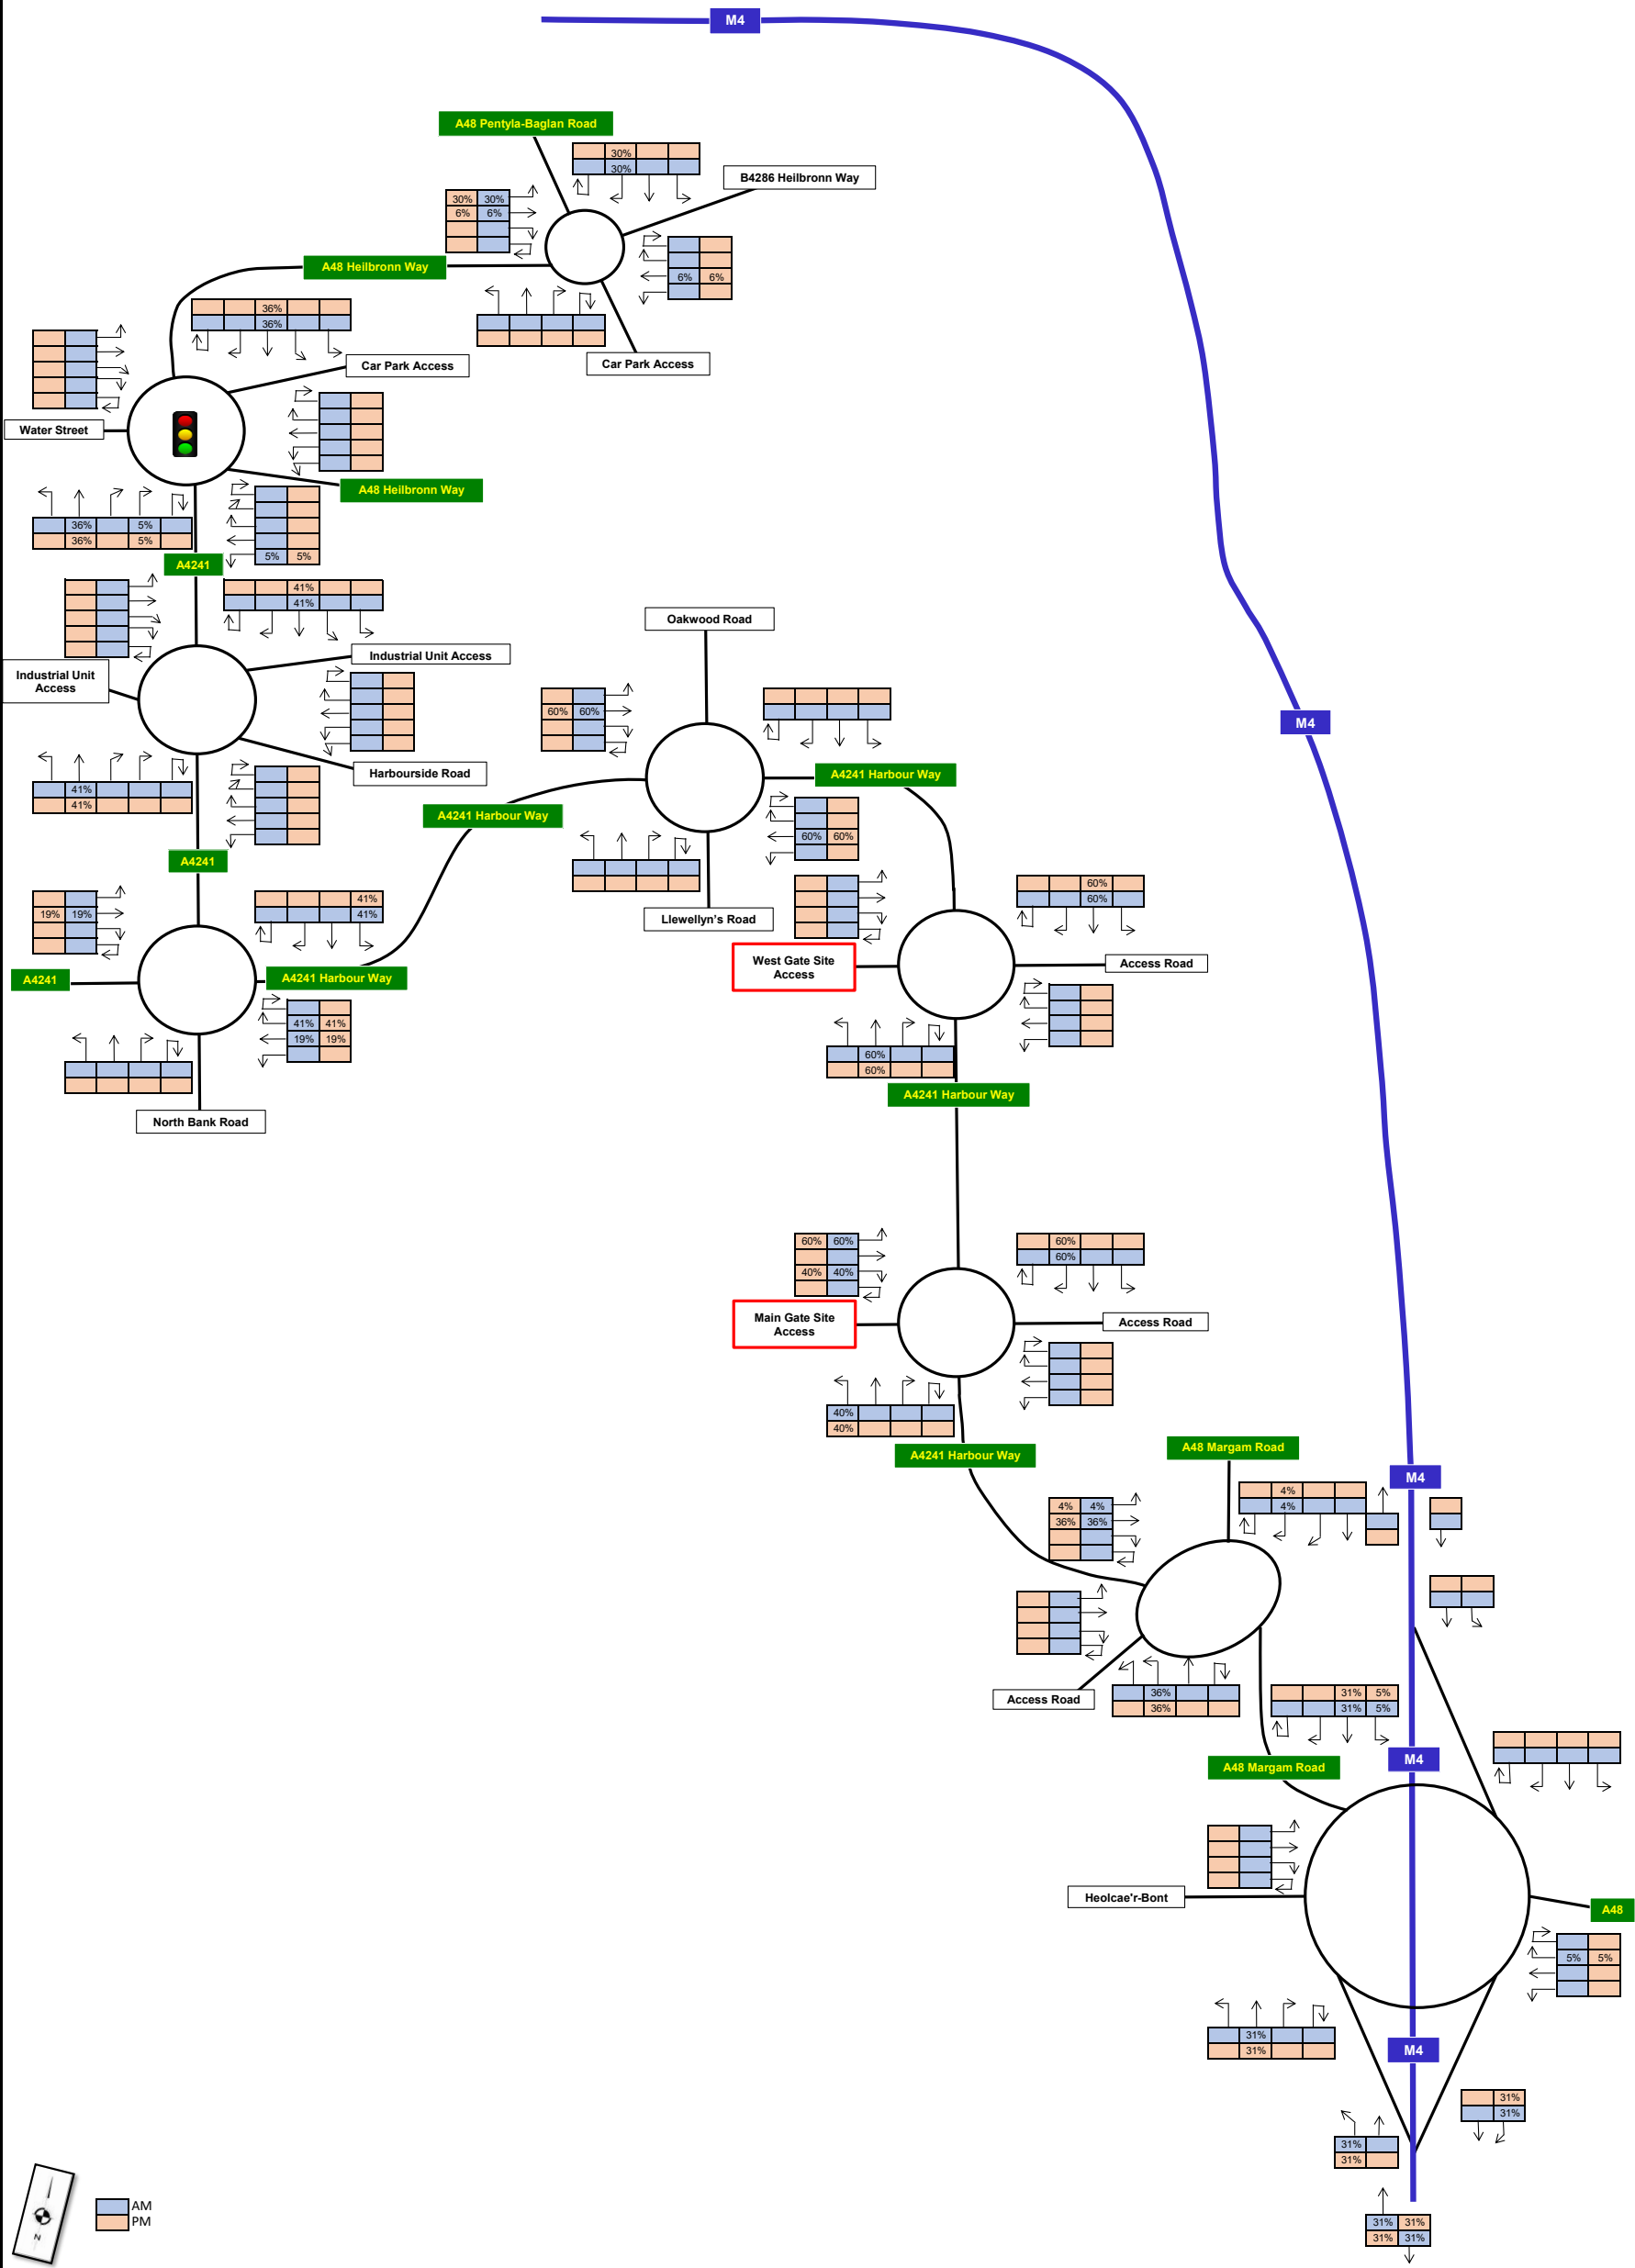 M4
A48 Pentyla-Baglan Road
30%
30%
B4286 Heilbronn Way
30% 30%
6% 6%
A48 Heilbronn Way
6% 6%
36%
36%
Car Park Access
Car Park Access
Water Street
A48 Heilbronn Way
36% 5%
36% 5%
5% 5%
A4241
41%
41%
Oakwood Road
Industrial Unit Access
Industrial Unit
Access
60% 60%
Harbourside Road
A4241 Harbour Way
M4
41%
41%
A4241 Harbour Way
60% 60%
A4241
41%
41%
19% 19%
60%
60%
Llewellyn's Road
West Gate Site
Access
Access Road
A4241
A4241 Harbour Way
41% 41%
19% 19%
60%
60%
A4241 Harbour Way
North Bank Road
60% 60%
40% 40%
60%
60%
Main Gate Site
Access
Access Road
40%
40%
A4241 Harbour Way
A48 Margam Road
M4
4% 4%
36% 36%
4%
4%
Access Road
36%
36%
31% 5%
31% 5%
M4
A48 Margam Road
Heolcae'r-Bont
A48
5% 5%
31%
31%
M4
31%
31%
31%
31%
N
AM
PM
31% 31%
31% 31%